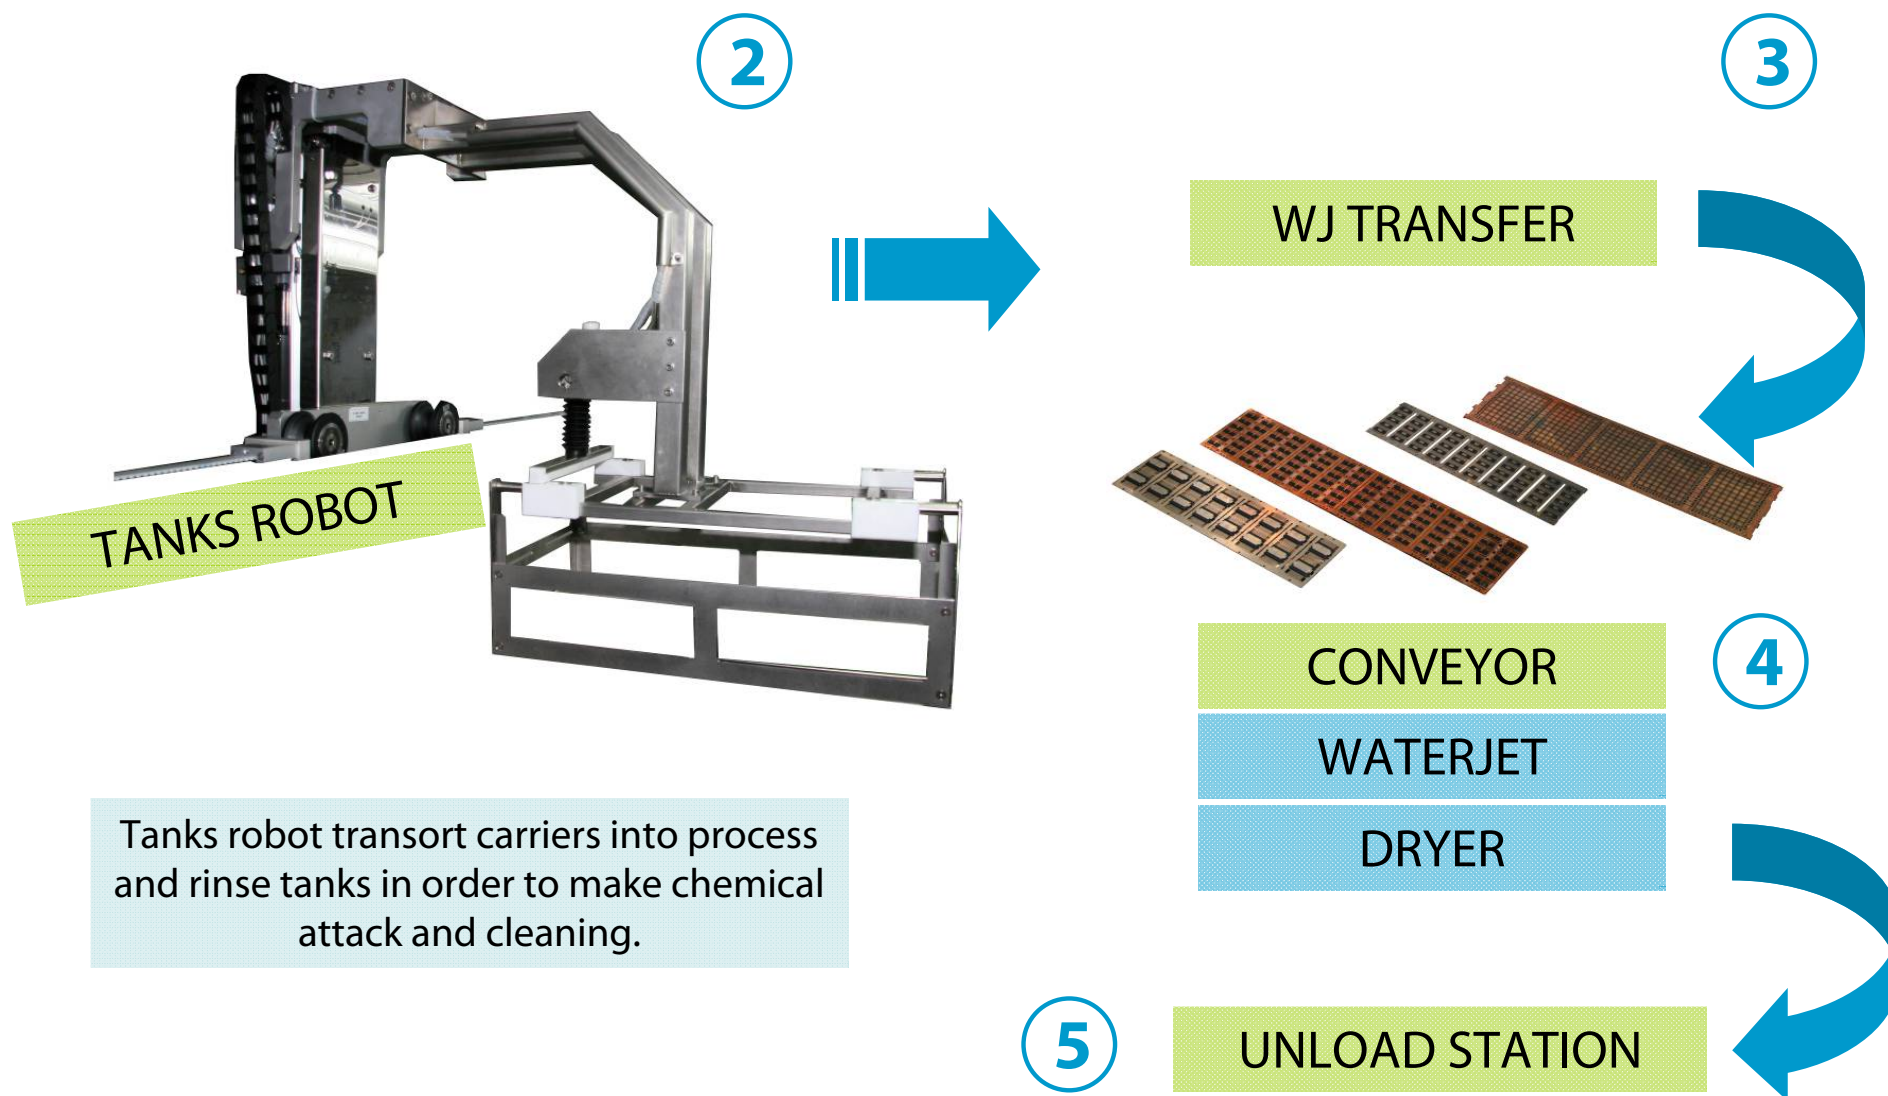 2
3
WJ TRANSFER
TANKS ROBOT
CONVEYOR
4
WATERJET
DRYER
Tanks robot transort carriers into process
and rinse tanks in order to make chemical
attack and cleaning.
5
UNLOAD STATION